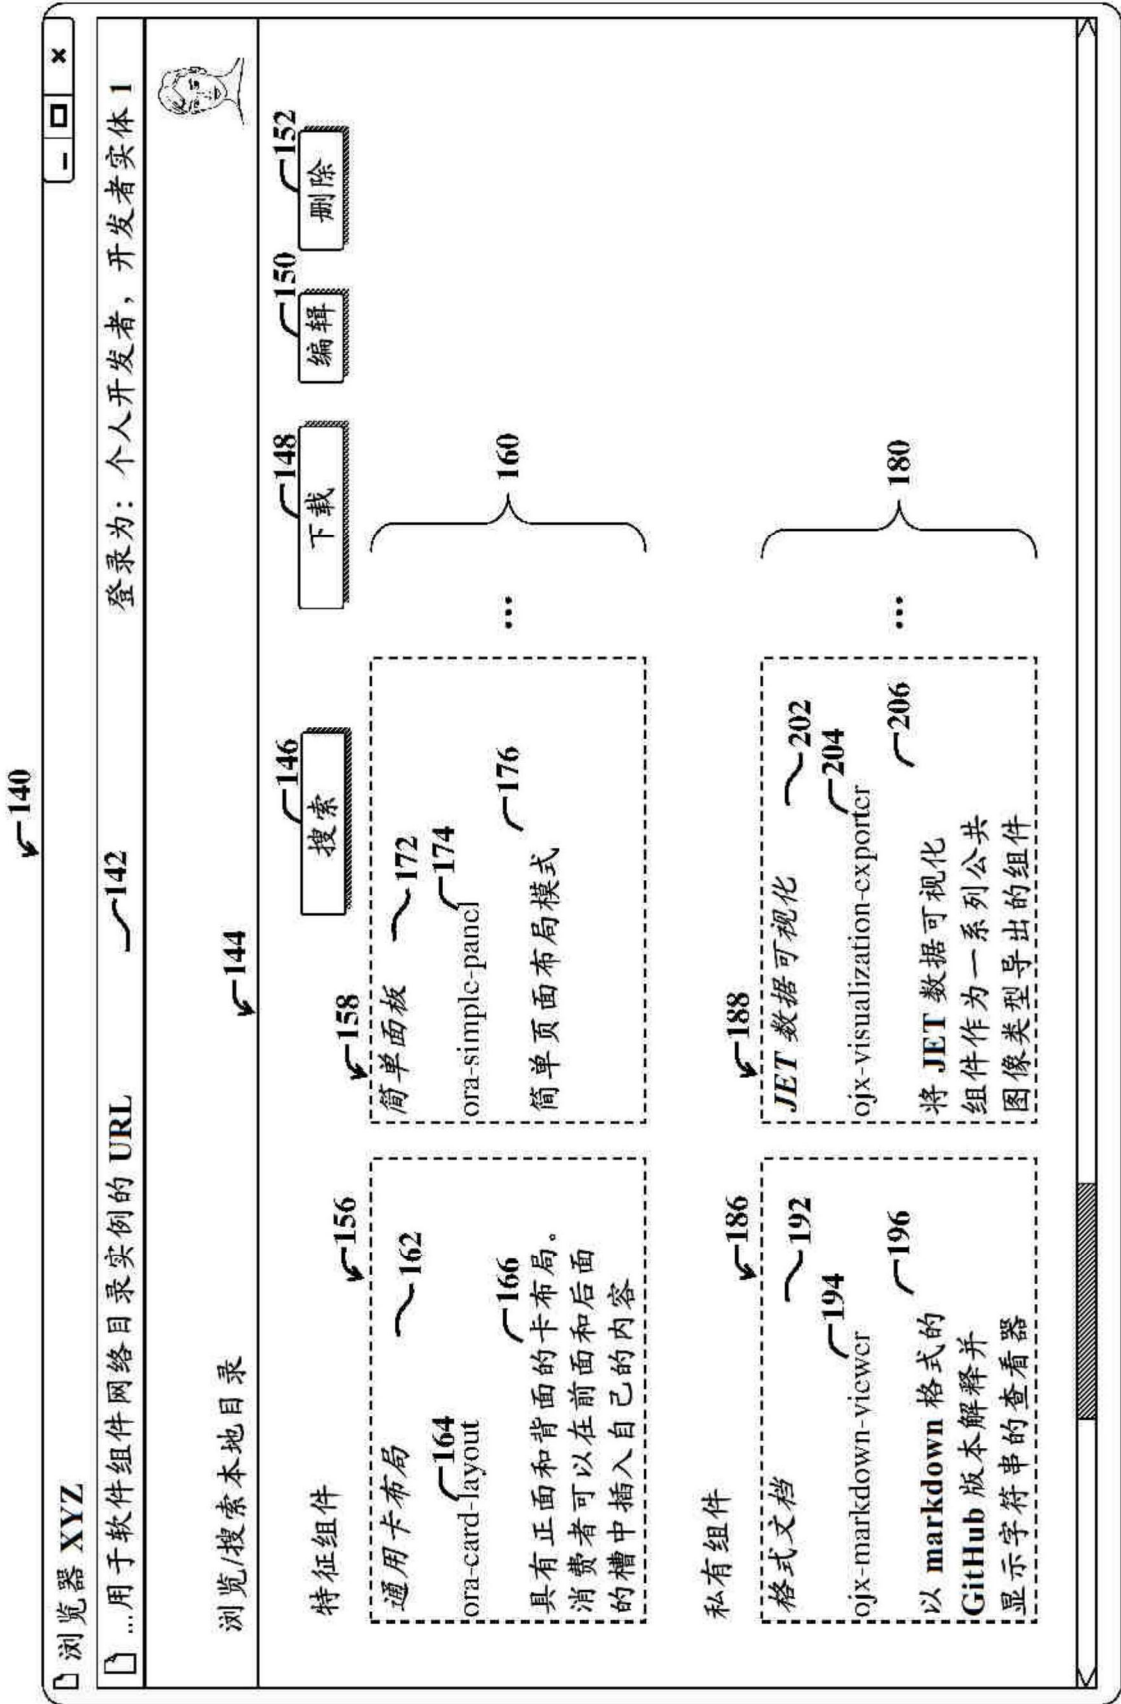 140
浏览器 XYZ
...用于软件组件网络目录实例的 URL
142
登录为：个人开发者，开发者实体 1
浏览/搜索本地目录
144
特征组件
146
搜索
148
下载
150
编辑
152
删除
156
通用卡布局
162
164
ora-card-layout
166
具有正面和背面的卡布局。
消费者可以在前面和后面
的槽中插入自己的内容
158
简单面板
172
174
ora-simple-panel
176
简单页面布局模式
...
160
私有组件
186
格式文档
192
194
ojx-markdown-viewer
196
以 markdown 格式的
GitHub 版本解释并
显示字符串的查看器
188
JET 数据可视化
202
204
ojx-visualization-exporter
206
将 JET 数据可视化
组件作为一系列公共
图像类型导出的组件
...
180